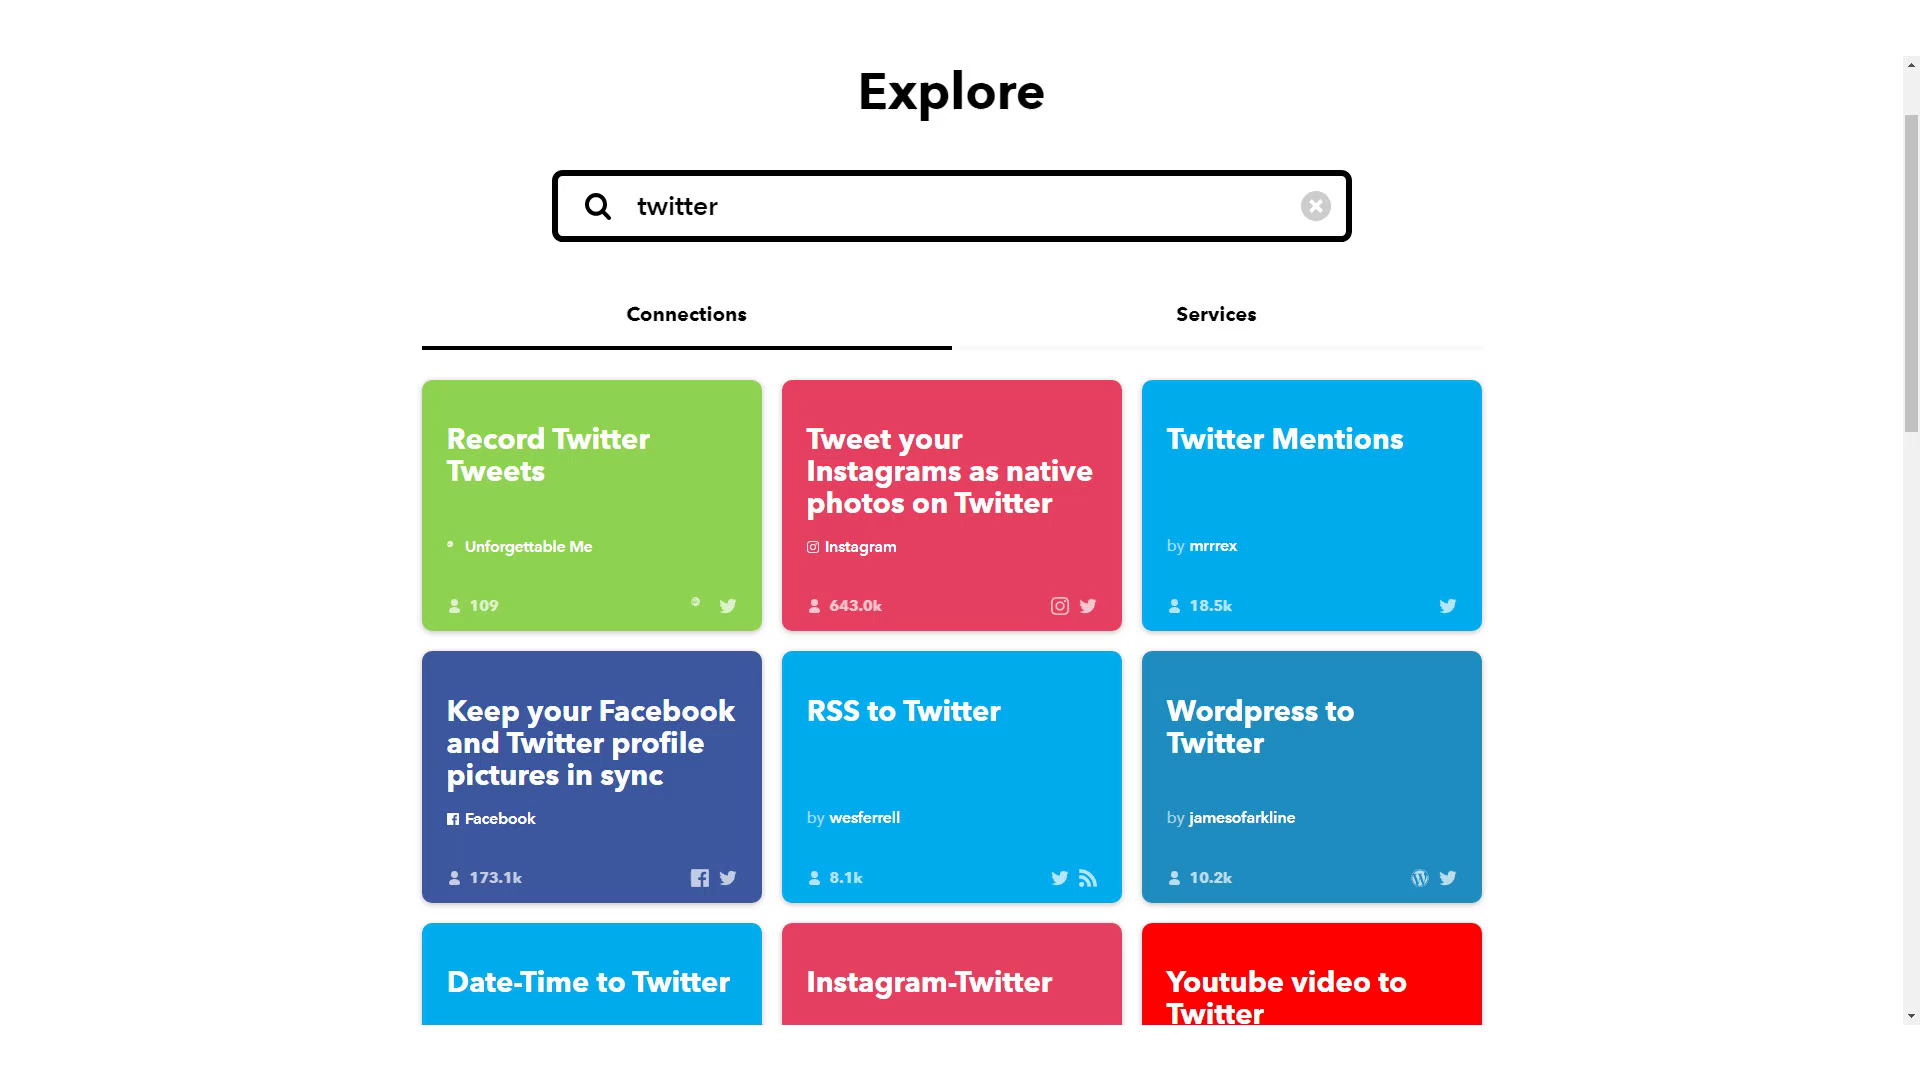 Explore
twitter
Connections
Services
Record Twitter
Tweets
Unforgettable Me
109
Tweet your
Instagrams as native
photos on Twitter
Instagram
643.0k
Twitter Mentions
by mrrrex
18.5k
Keep your Facebook
and Twitter profile
pictures in sync
Facebook
173.1k
RSS to Twitter
by wesferrell
8.1k
Wordpress to
Twitter
by jamesofarkline
10.2k
Date-Time to Twitter
Instagram-Twitter
Youtube video to
Twitter